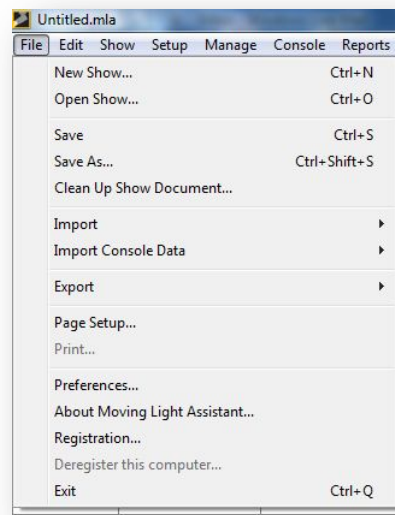 Untitled.mla
File Edit Show Setup Manage Console Reports
New Show... Ctrl+N
Open Show... Ctrl+O
Save Ctrl+S
Save As... Ctrl+Shift+S
Clean Up Show Document...
Import
Import Console Data
Export
Page Setup...
Print...
Preferences...
About Moving Light Assistant...
Registration...
Deregister this computer...
Exit Ctrl+Q